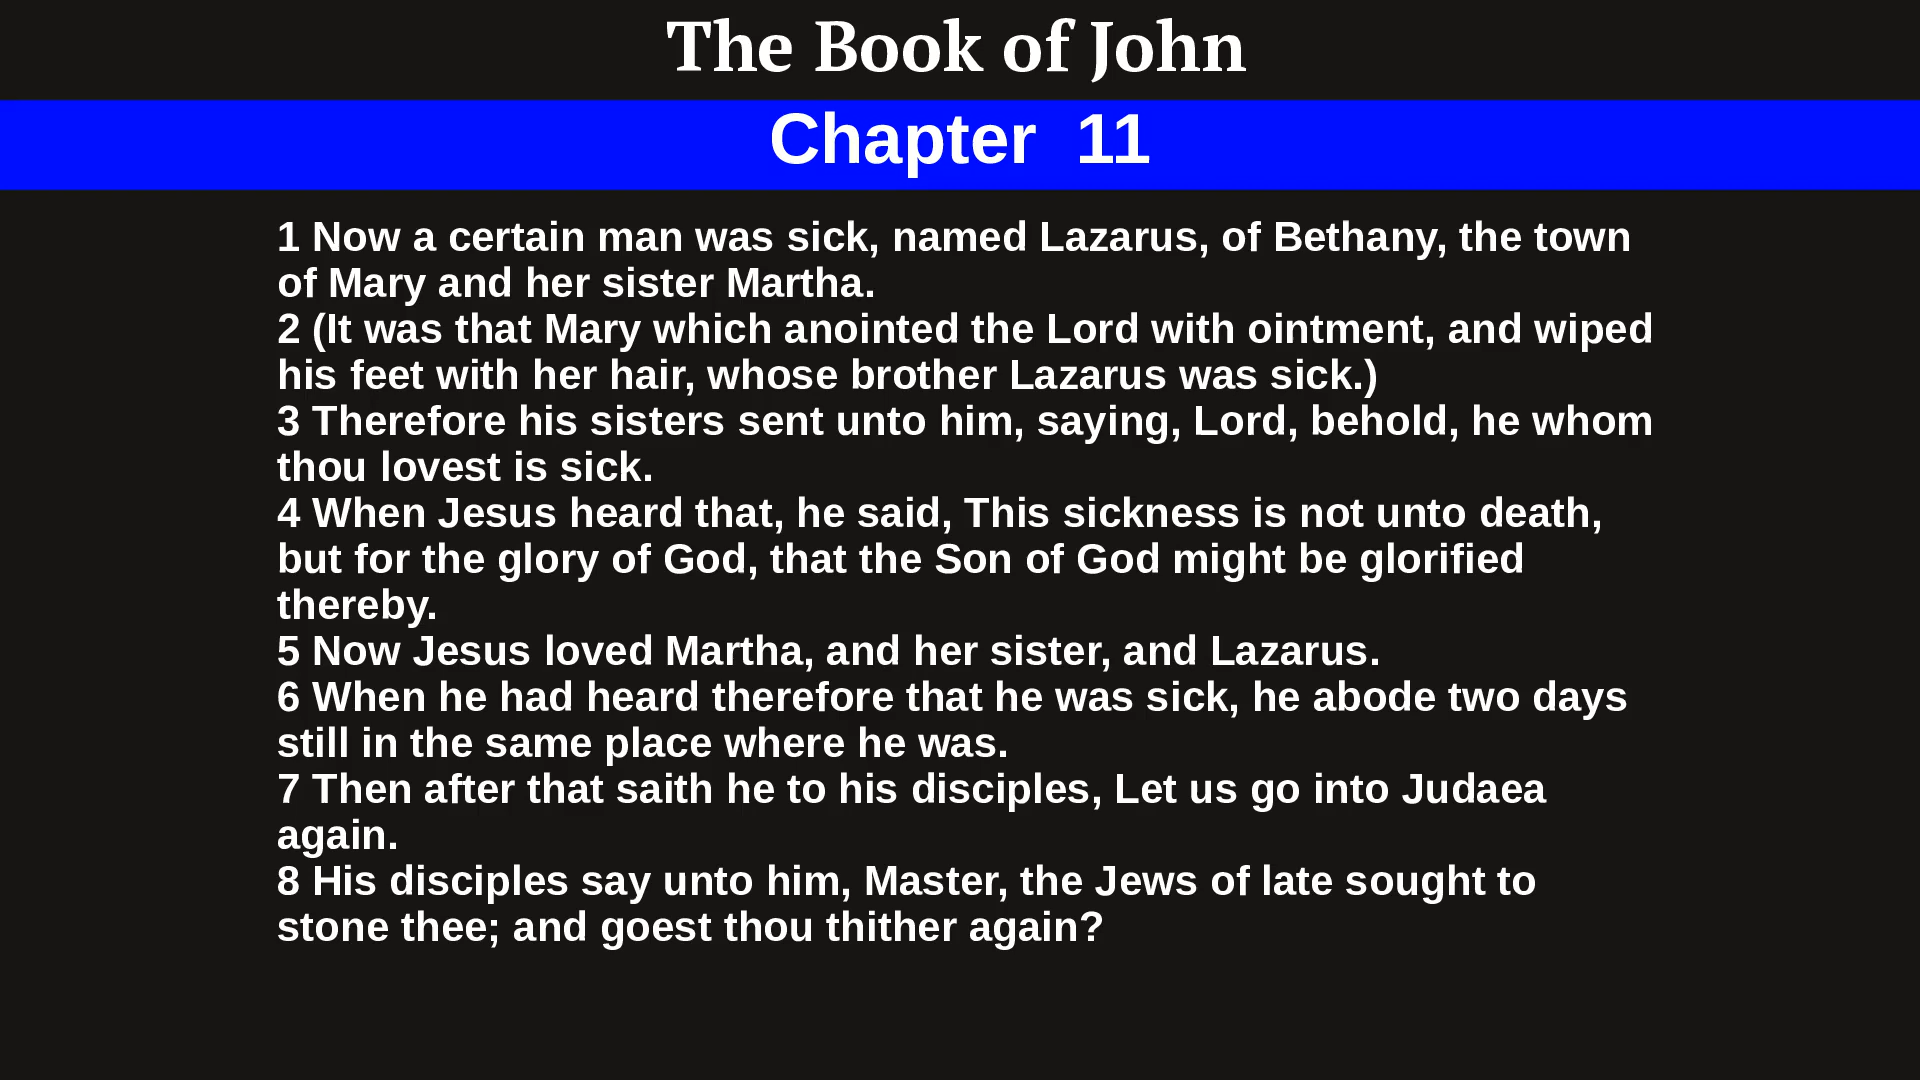 The Book of John
Chapter 11
1 Now a certain man was sick, named Lazarus, of Bethany, the town
of Mary and her sister Martha.
2 (It was that Mary which anointed the Lord with ointment, and wiped
his feet with her hair, whose brother Lazarus was sick.)
3 Therefore his sisters sent unto him, saying, Lord, behold, he whom
thou lovest is sick.
4 When Jesus heard that, he said, This sickness is not unto death,
but for the glory of God, that the Son of God might be glorified
thereby.
5 Now Jesus loved Martha, and her sister, and Lazarus.
6 When he had heard therefore that he was sick, he abode two days
still in the same place where he was.
7 Then after that saith he to his disciples, Let us go into Judaea
again.
8 His disciples say unto him, Master, the Jews of late sought to
stone thee; and goest thou thither again?